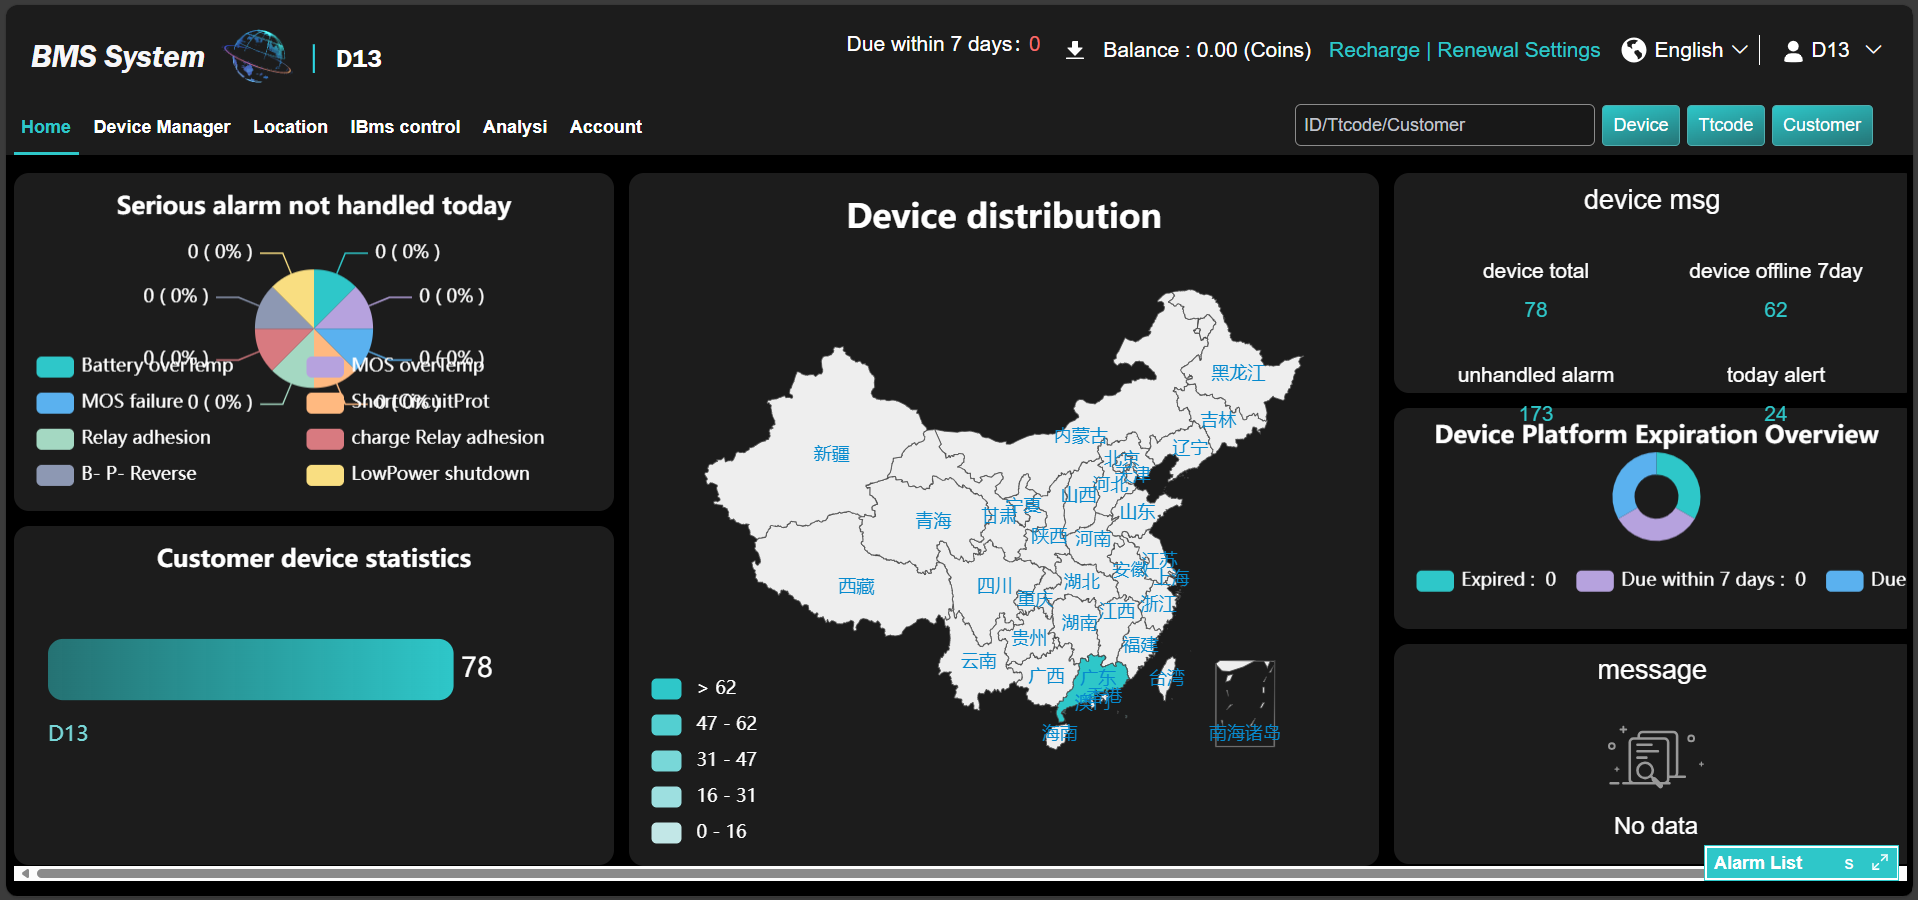 BMS System
D13
Due within 7 days: 0
Balance : 0.00 (Coins)
Recharge | Renewal Settings
English
D13
Home
Device Manager
Location
IBms control
Analysi
Account
ID/Ttcode/Customer
Device
Ttcode
Customer
Serious alarm not handled today
0 ( 0% )
0 ( 0% )
0 ( 0% )
0 ( 0% )
0 ( 0% )
0 ( 0% )
0 ( 0% )
0 ( 0% )
Battery overTemp
MOS overTemp
MOS failure
ShortCircuitProt
Relay adhesion
charge Relay adhesion
B- P- Reverse
LowPower shutdown
Customer device statistics
78
D13
Device distribution
黑龙江
吉林
内蒙古
辽宁
新疆
北京
天津
河北
山西
宁夏
甘肃
青海
山东
陕西
河南
江苏
安徽
上海
西藏
四川
湖北
重庆
浙江
江西
湖南
贵州
福建
云南
广西
广东
台湾
香港
澳门
海南
南海诸岛
> 62
47 - 62
31 - 47
16 - 31
0 - 16
device msg
device total
78
device offline 7day
62
unhandled alarm
173
today alert
24
Device Platform Expiration Overview
Expired : 0
Due within 7 days : 0
Due
message
No data
Alarm List
s